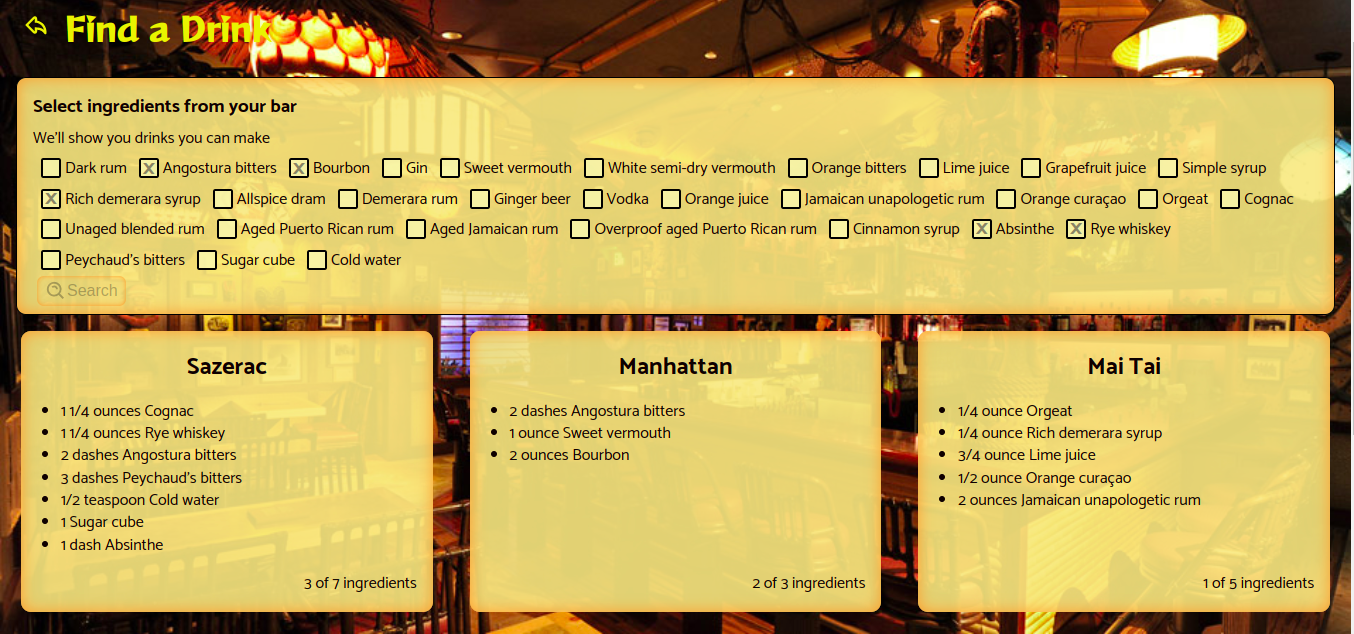 Find a Drink
Select ingredients from your bar
We'll show you drinks you can make
Dark rum X Angostura bitters X Bourbon Gin Sweet vermouth White semi-dry vermouth Orange bitters Lime juice Grapefruit juice Simple syrup
X Rich demerara syrup Allspice dram Demerara rum Ginger beer Vodka Orange juice Jamaican unapologetic rum Orange curaçao Orgeat Cognac
Unaged blended rum Aged Puerto Rican rum Aged Jamaican rum Overproof aged Puerto Rican rum Cinnamon syrup X Absinthe X Rye whiskey
Peychaud's bitters Sugar cube Cold water
Search
Sazerac
• 1 1/4 ounces Cognac
• 1 1/4 ounces Rye whiskey
• 2 dashes Angostura bitters
• 3 dashes Peychaud's bitters
• 1/2 teaspoon Cold water
• 1 Sugar cube
• 1 dash Absinthe
3 of 7 ingredients
Manhattan
• 2 dashes Angostura bitters
• 1 ounce Sweet vermouth
• 2 ounces Bourbon
2 of 3 ingredients
Mai Tai
• 1/4 ounce Orgeat
• 1/4 ounce Rich demerara syrup
• 3/4 ounce Lime juice
• 1/2 ounce Orange curaçao
• 2 ounces Jamaican unapologetic rum
1 of 5 ingredients